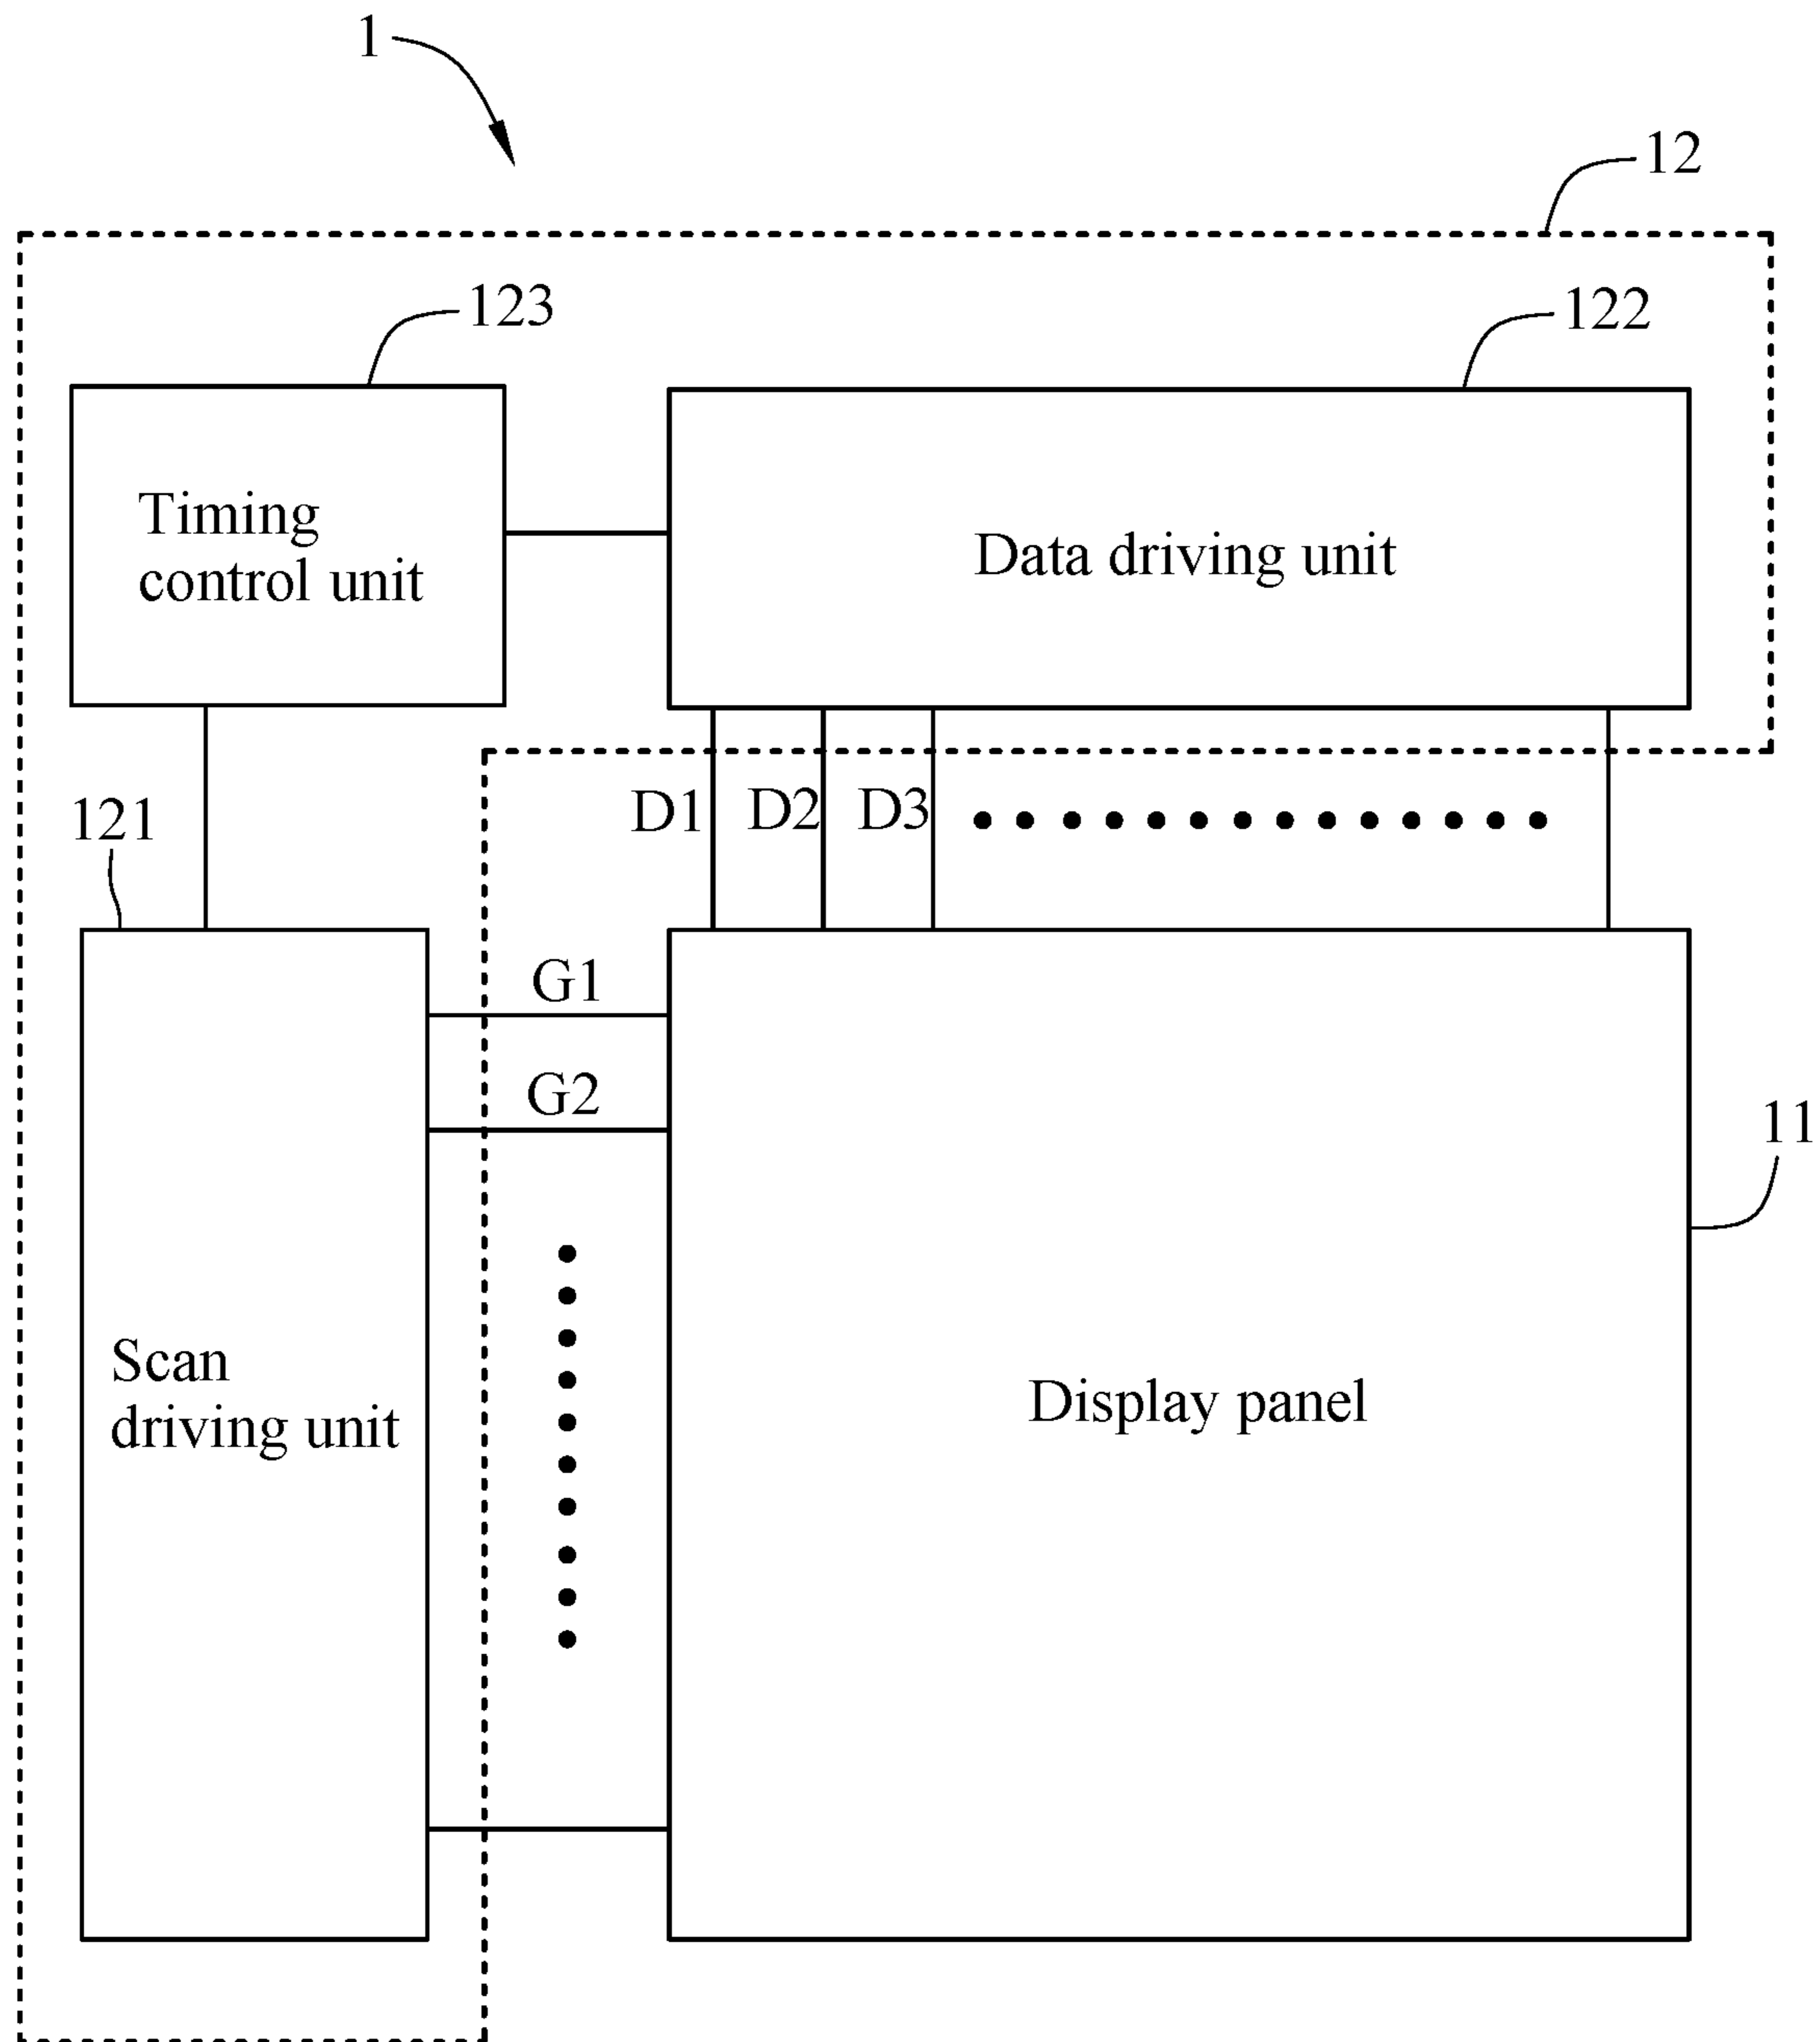 1
12
123
122
Timing
control unit
Data driving unit
121
D1
D2
D3
G1
G2
11
Scan
driving unit
Display panel